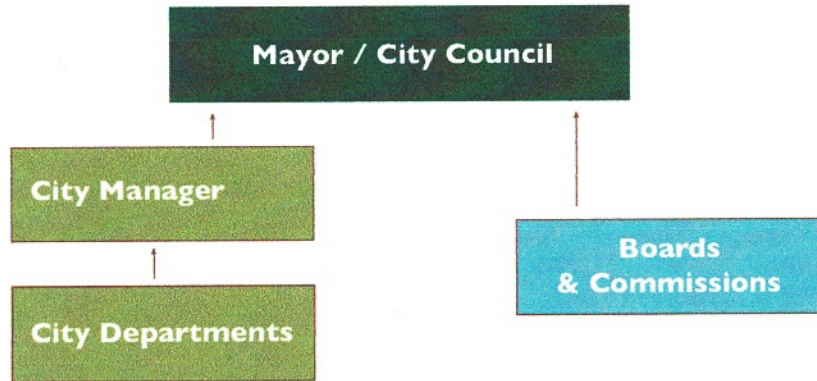 Mayor / City Council
City Manager
Boards
& Commissions
City Departments